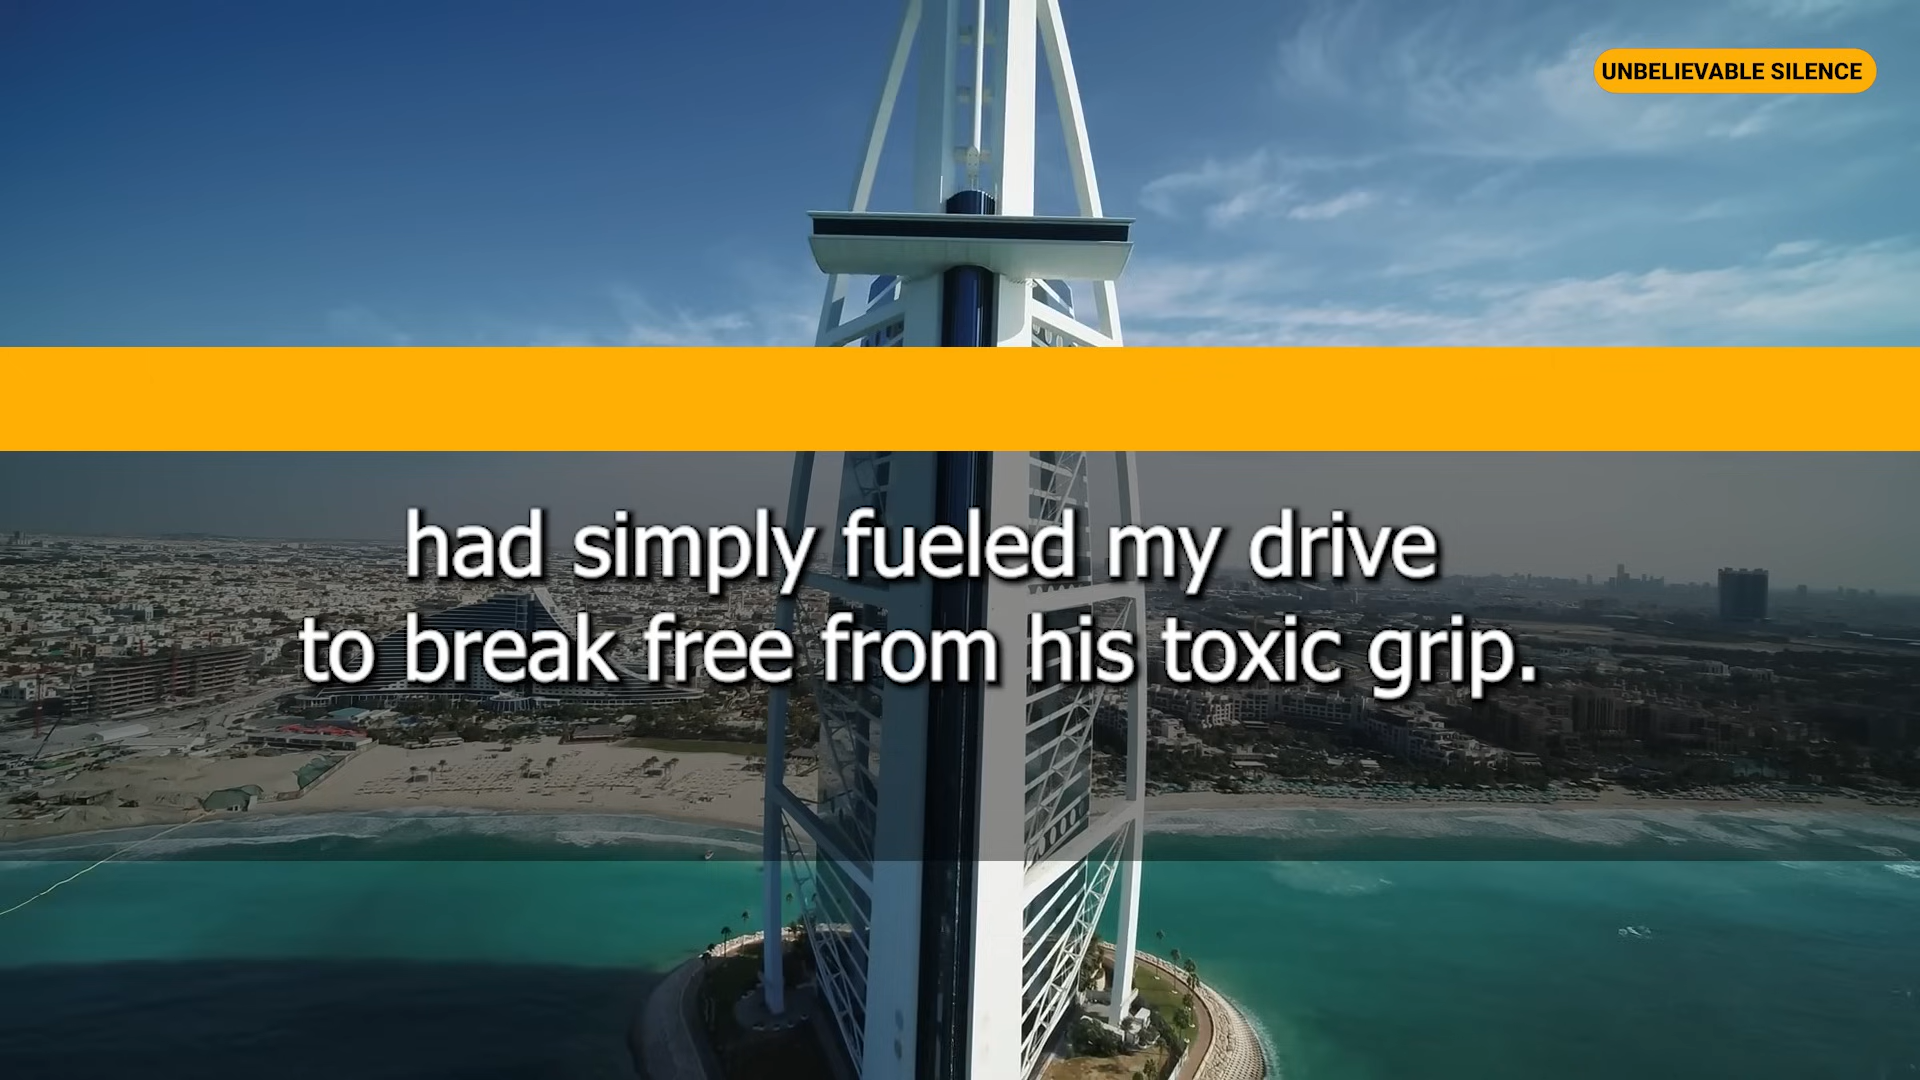 UNBELIEVABLE SILENCE
had simply fueled my drive
to break free from his toxic grip.